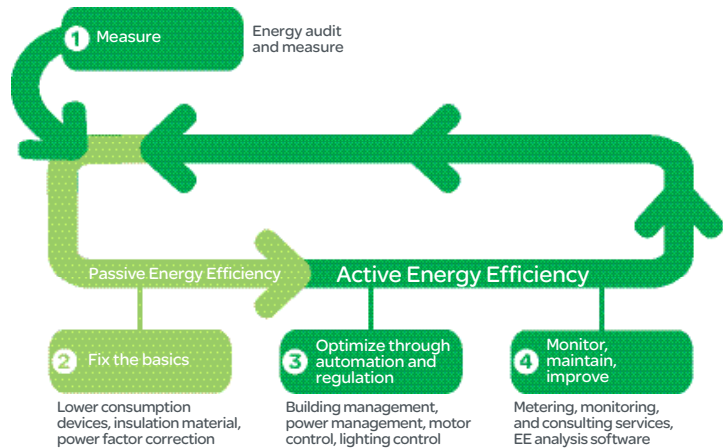 1 Measure
Energy audit
and measure
Passive Energy Efficiency
Active Energy Efficiency
2 Fix the basics
Lower consumption
devices, insulation material,
power factor correction
3 Optimize through
automation and
regulation
Building management,
power management, motor
control, lighting control
4 Monitor,
maintain,
improve
Metering, monitoring,
and consulting services,
EE analysis software